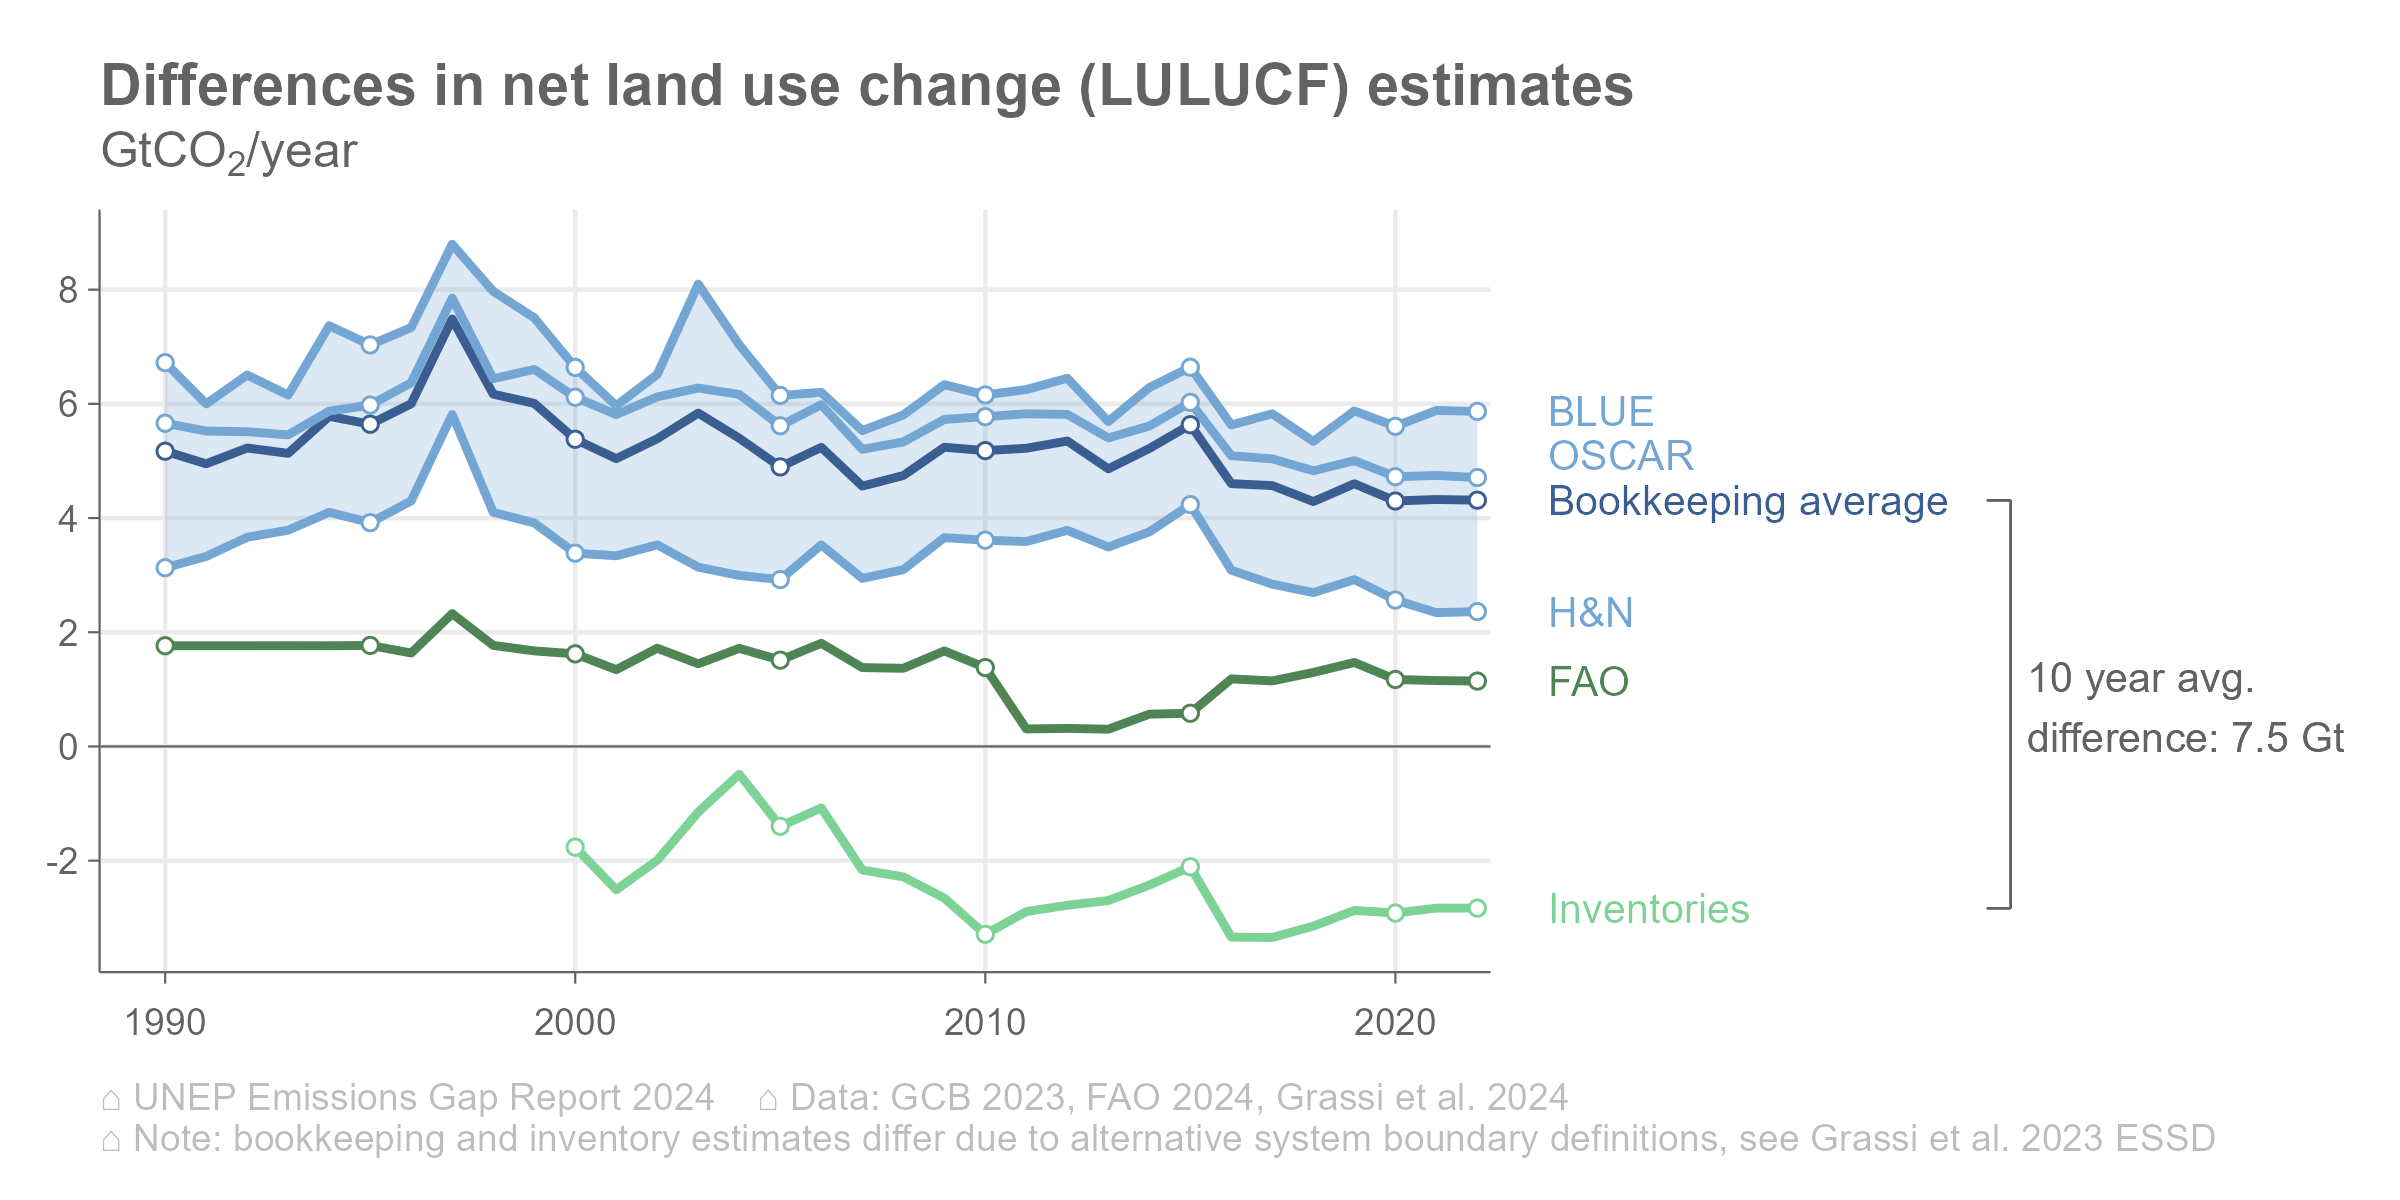 Differences in net land use change (LULUCF) estimates
GtCO₂/year
8
6
4
2
0
-2
1990
2000
2010
2020
BLUE
OSCAR
Bookkeeping average
H&N
FAO
Inventories
10 year avg.
difference: 7.5 Gt
⌂ UNEP Emissions Gap Report 2024 ⌂ Data: GCB 2023, FAO 2024, Grassi et al. 2024
⌂ Note: bookkeeping and inventory estimates differ due to alternative system boundary definitions, see Grassi et al. 2023 ESSD